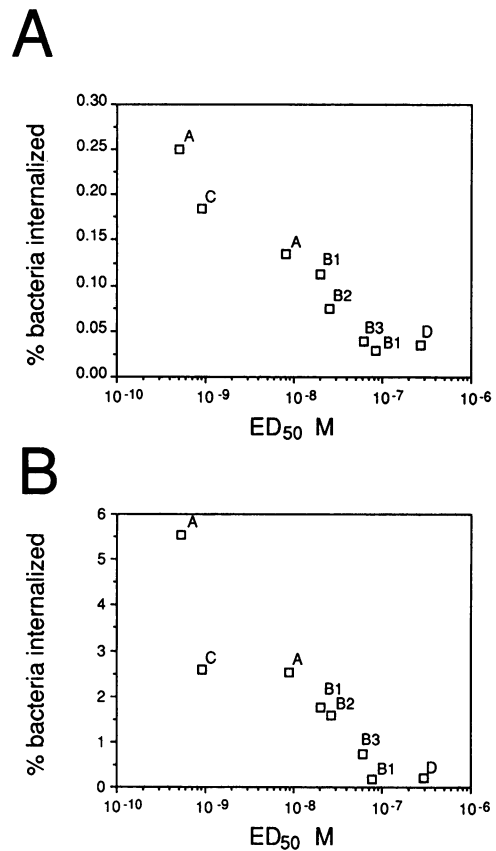 A
% bacteria internalized
0.30
0.25
0.20
0.15
0.10
0.05
0.00
A
C
A
B1
B2
B3
B1
D
10-10
10-9
10-8
10-7
10-6
ED50 M
B
% bacteria internalized
6
5
4
3
2
1
0
A
C
A
B1
B2
B3
B1
D
10-10
10-9
10-8
10-7
10-6
ED50 M